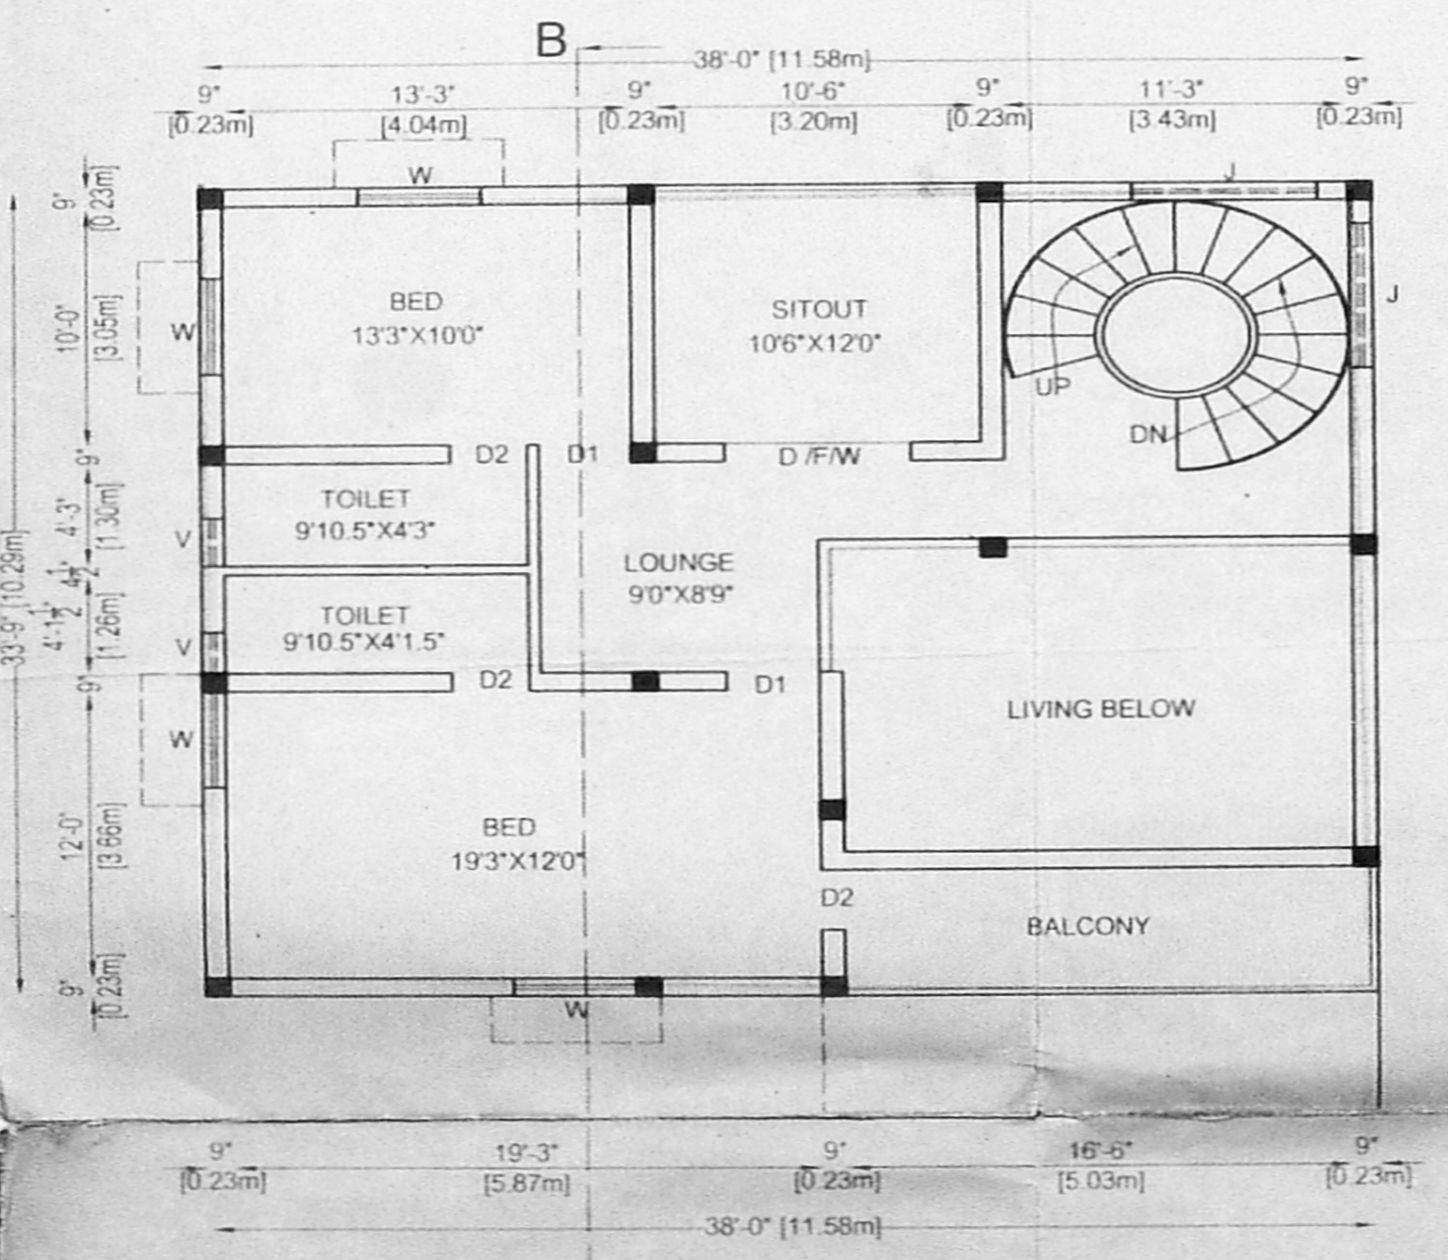 B
38'-0" [11.58m]
9" 13'-3" 9" 10'-6" 9" 11'-3" 9"
[0.23m] [4.04m] [0.23m] [3.20m] [0.23m] [3.43m] [0.23m]
W
J
9"
[0.23m]
BED
13'3"X10'0"
SITOUT
10'6"X12'0"
J
10'-0"
[3.05m]
W
UP
DN
9"
D2
D1
D /F/W
TOILET
9'10.5"X4'3"
4'-3"
[1.30m]
V
33'-9" [10.29m]
LOUNGE
9'0"X8'9"
4½"
4'-1½"
[1.26m]
TOILET
9'10.5"X4'1.5"
V
9"
D2
D1
LIVING BELOW
W
BED
19'3"X12'0"
12'-0"
[3.66m]
D2
BALCONY
9"
[0.23m]
W
9" 19'-3" 9" 16'-6" 9"
[0.23m] [5.87m] [0.23m] [5.03m] [0.23m]
38'-0" [11.58m]